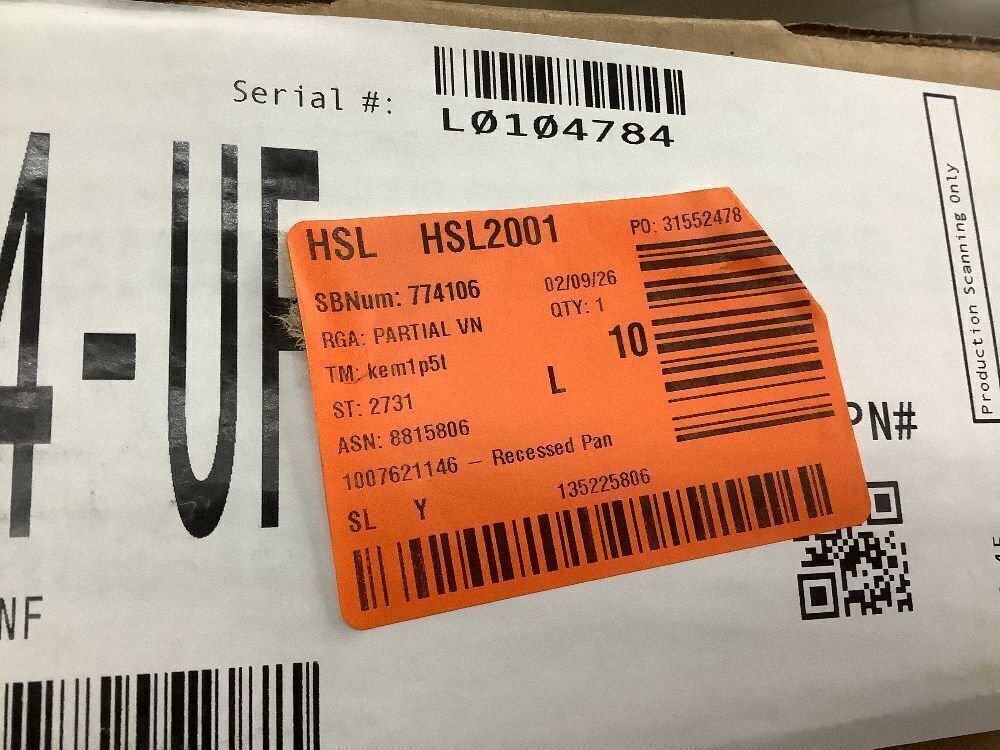 Serial #:
LØ1Ø4784
4-UF
HSL HSL2001
PO: 31552478
SBNum: 774106
02/09/26
RGA: PARTIAL VN
QTY: 1
TM: kem1p5t
10
L
ST: 2731
ASN: 8815806
1007621146 – Recessed Pan
SL Y
135225806
Production Scanning Only
PN#
NF